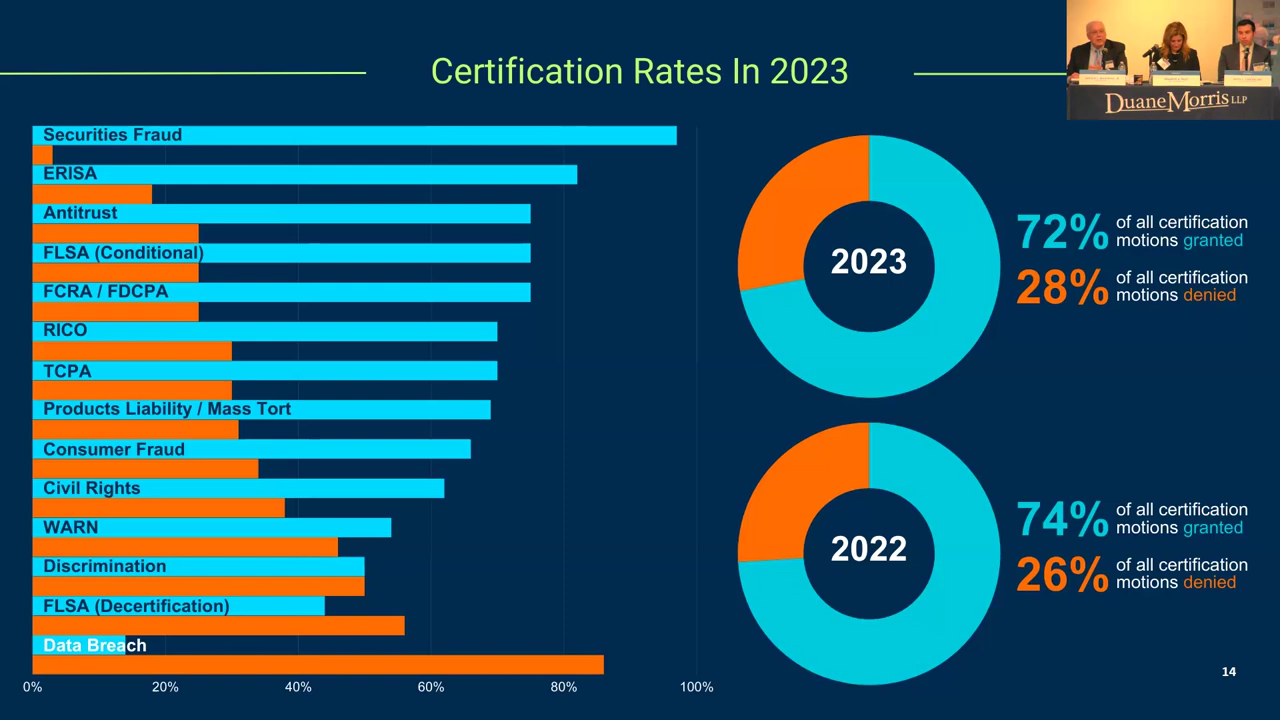 Certification Rates In 2023
DuaneMorris LLP
Securities Fraud
ERISA
Antitrust
FLSA (Conditional)
FCRA / FDCPA
RICO
TCPA
Products Liability / Mass Tort
Consumer Fraud
Civil Rights
WARN
Discrimination
FLSA (Decertification)
Data Breach
0% 20% 40% 60% 80% 100%
2023
72% of all certification
motions granted
28% of all certification
motions denied
2022
74% of all certification
motions granted
26% of all certification
motions denied
14